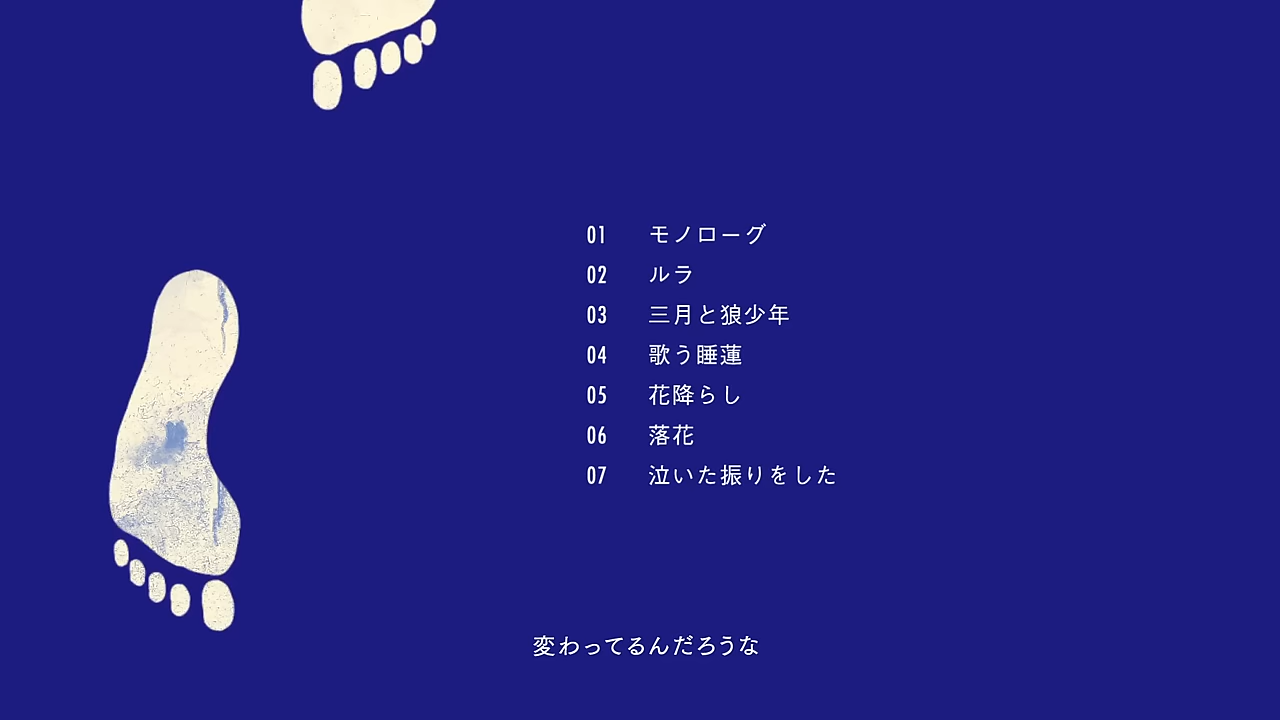 01 モノローグ
02 ルラ
03 三月と狼少年
04 歌う睡蓮
05 花降らし
06 落花
07 泣いた振りをした
変わってるんだろうな